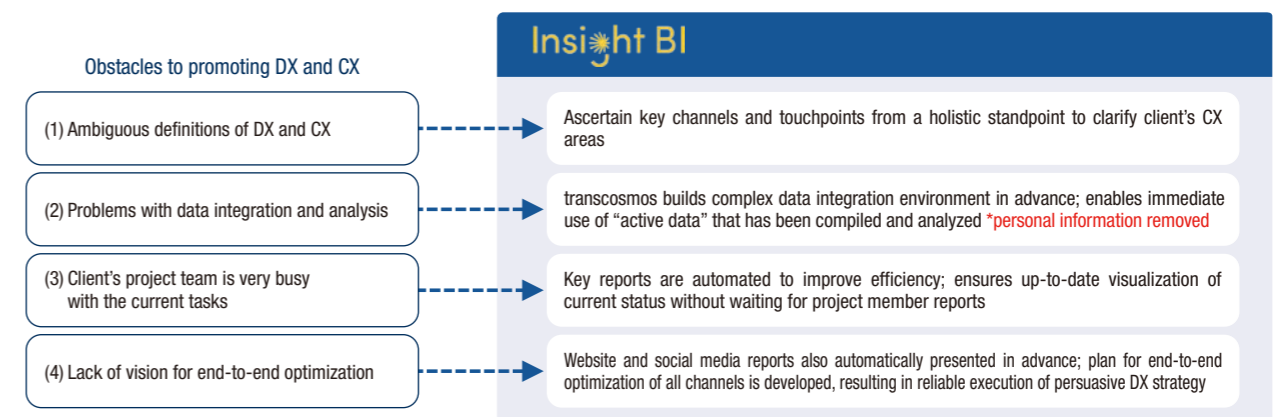 Insight BI
Obstacles to promoting DX and CX
(1) Ambiguous definitions of DX and CX
Ascertain key channels and touchpoints from a holistic standpoint to clarify client's CX
areas
(2) Problems with data integration and analysis
transcosmos builds complex data integration environment in advance; enables immediate
use of “active data” that has been compiled and analyzed *personal information removed
(3) Client's project team is very busy
with the current tasks
Key reports are automated to improve efficiency; ensures up-to-date visualization of
current status without waiting for project member reports
(4) Lack of vision for end-to-end optimization
Website and social media reports also automatically presented in advance; plan for end-to-end
optimization of all channels is developed, resulting in reliable execution of persuasive DX strategy